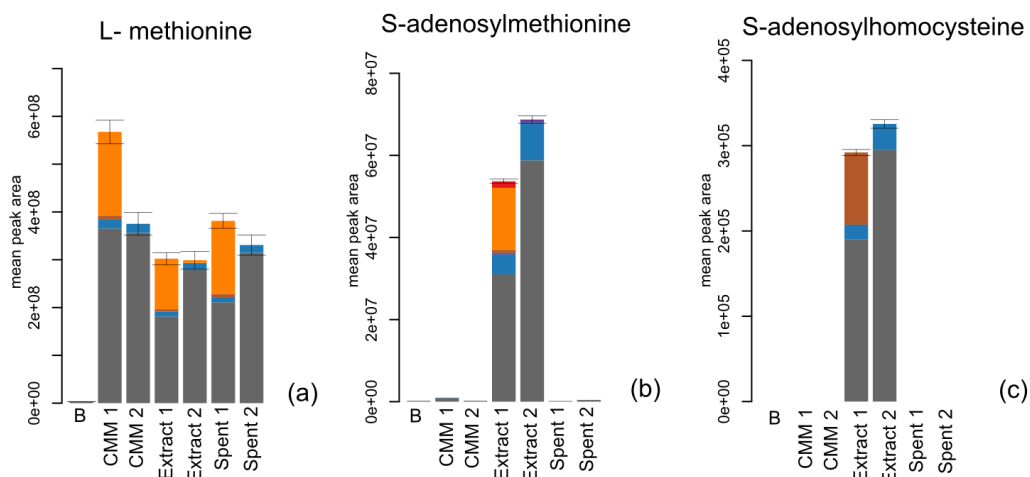 L- methionine
mean peak area
6e+08
4e+08
2e+08
0e+00
B
CMM 1
CMM 2
Extract 1
Extract 2
Spent 1
Spent 2
(a)
S-adenosylmethionine
mean peak area
8e+07
6e+07
4e+07
2e+07
0e+00
B
CMM 1
CMM 2
Extract 1
Extract 2
Spent 1
Spent 2
(b)
S-adenosylhomocysteine
mean peak area
4e+05
3e+05
2e+05
1e+05
0e+00
B
CMM 1
CMM 2
Extract 1
Extract 2
Spent 1
Spent 2
(c)